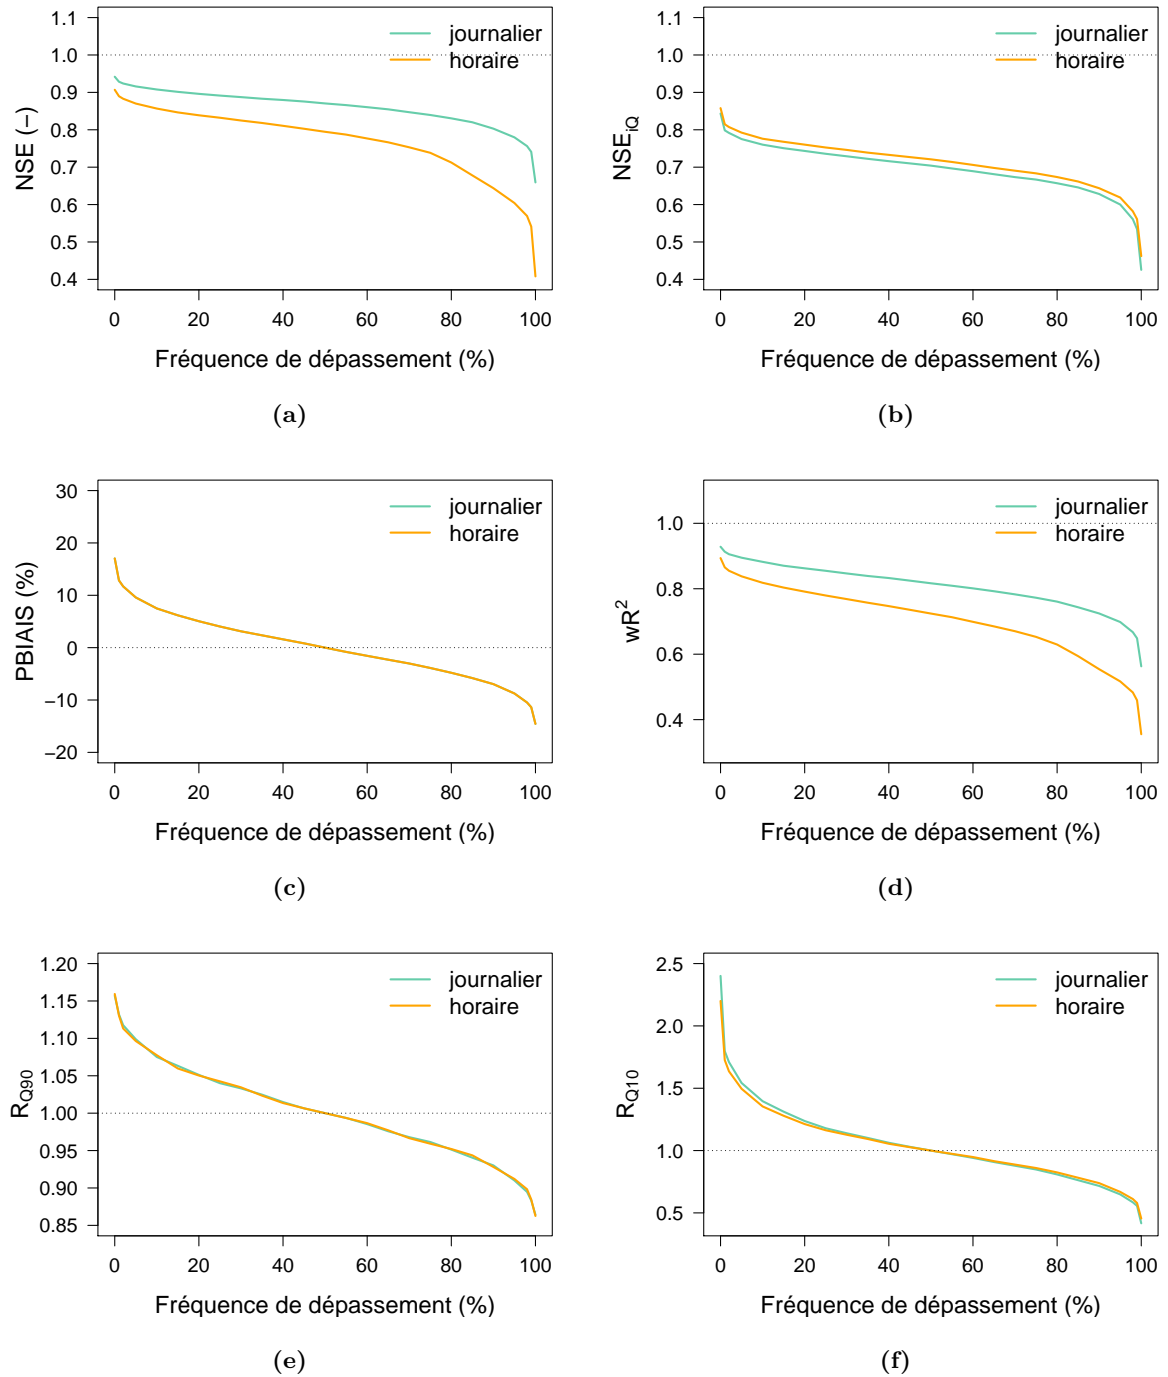 1.1
1.0
0.9
0.8
0.7
0.6
0.5
0.4
NSE (−)
journalier
horaire
0 20 40 60 80 100
Fréquence de dépassement (%)
(a)
1.1
1.0
0.9
0.8
0.7
0.6
0.5
0.4
NSE_iQ
journalier
horaire
0 20 40 60 80 100
Fréquence de dépassement (%)
(b)
30
20
10
0
−10
−20
PBIAIS (%)
journalier
horaire
0 20 40 60 80 100
Fréquence de dépassement (%)
(c)
1.0
0.8
0.6
0.4
wR²
journalier
horaire
0 20 40 60 80 100
Fréquence de dépassement (%)
(d)
1.20
1.15
1.10
1.05
1.00
0.95
0.90
0.85
R_Q90
journalier
horaire
0 20 40 60 80 100
Fréquence de dépassement (%)
(e)
2.5
2.0
1.5
1.0
0.5
R_Q10
journalier
horaire
0 20 40 60 80 100
Fréquence de dépassement (%)
(f)